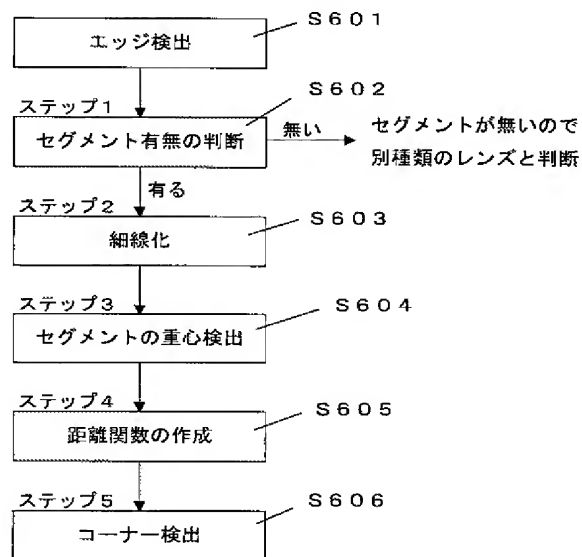 S601
エッジ検出
S602
ステップ1
セグメント有無の判断
無い
セグメントが無いので
別種類のレンズと判断
有る
ステップ2
S603
細線化
ステップ3
S604
セグメントの重心検出
ステップ4
S605
距離関数の作成
ステップ5
S606
コーナー検出